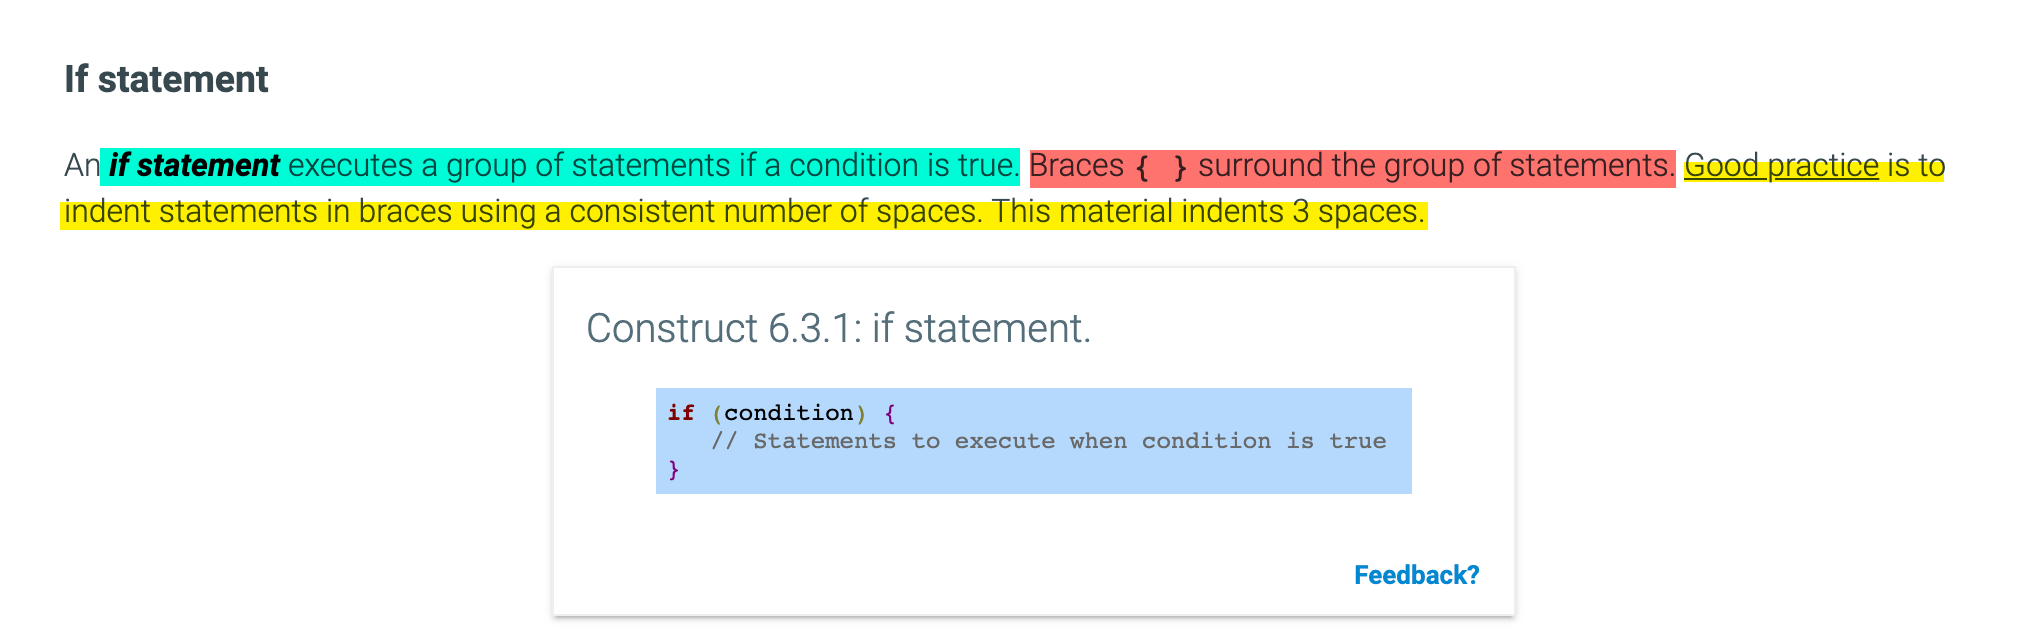 If statement
An if statement executes a group of statements if a condition is true. Braces { } surround the group of statements. Good practice is to
indent statements in braces using a consistent number of spaces. This material indents 3 spaces.
Construct 6.3.1: if statement.
if (condition) {
   // Statements to execute when condition is true
}
Feedback?